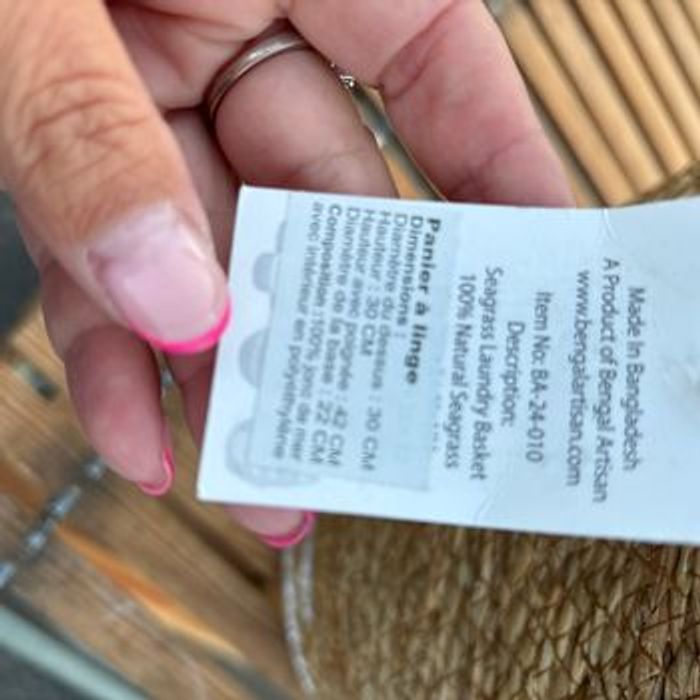 Made In Bangladesh
A Product of Bengal Artisan
www.bengalartisan.com
Item No: BA-24-010
Description:
Seagrass Laundry Basket
100% Natural Seagrass
Panier à linge
Dimensions :
Diamètre du dessus : 30 CM
Hauteur : 30 CM
Hauteur avec poignée : 42 CM
Diamètre de la base : 22 CM
Composition :100% jonc de mer
avec intérieur en polyéthylène